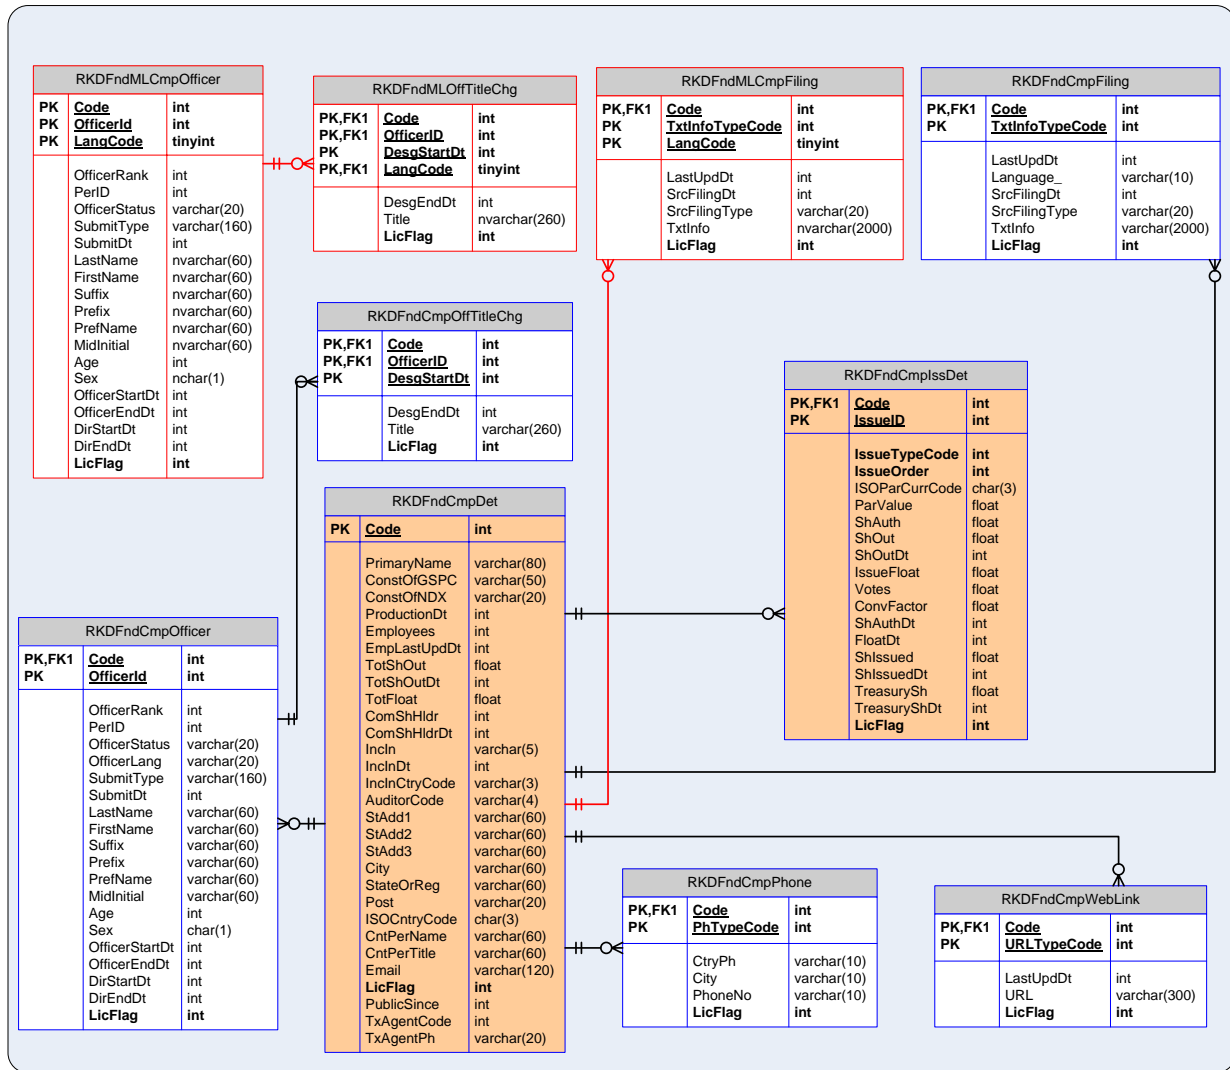 RKDFndMLCmpOfficer
PK Code int
PK OfficerId int
PK LangCode tinyint
OfficerRank int
PerID int
OfficerStatus varchar(20)
SubmitType varchar(160)
SubmitDt int
LastName nvarchar(60)
FirstName nvarchar(60)
Suffix nvarchar(60)
Prefix nvarchar(60)
PrefName nvarchar(60)
MidInitial nvarchar(60)
Age int
Sex nchar(1)
OfficerStartDt int
OfficerEndDt int
DirStartDt int
DirEndDt int
LicFlag int
RKDFndMLOffTitleChg
PK,FK1 Code int
PK,FK1 OfficerID int
PK DesgStartDt int
PK,FK1 LangCode tinyint
DesgEndDt int
Title nvarchar(260)
LicFlag int
RKDFndMLCmpFiling
PK,FK1 Code int
PK TxtInfoTypeCode int
PK LangCode tinyint
LastUpdDt int
SrcFilingDt int
SrcFilingType varchar(20)
TxtInfo nvarchar(2000)
LicFlag int
RKDFndCmpFiling
PK,FK1 Code int
PK TxtInfoTypeCode int
LastUpdDt int
Language_ varchar(10)
SrcFilingDt int
SrcFilingType varchar(20)
TxtInfo varchar(2000)
LicFlag int
RKDFndCmpOffTitleChg
PK,FK1 Code int
PK,FK1 OfficerID int
PK DesgStartDt int
DesgEndDt int
Title varchar(260)
LicFlag int
RKDFndCmpIssDet
PK,FK1 Code int
PK IssueID int
IssueTypeCode int
IssueOrder int
ISOParCurrCode char(3)
ParValue float
ShAuth float
ShOut float
ShOutDt int
IssueFloat float
Votes float
ConvFactor float
ShAuthDt int
FloatDt int
ShIssued float
ShIssuedDt int
TreasurySh float
TreasuryShDt int
LicFlag int
RKDFndCmpDet
PK Code int
PrimaryName varchar(80)
ConstOfGSPC varchar(50)
ConstOfNDX varchar(20)
ProductionDt int
Employees int
EmpLastUpdDt int
TotShOut float
TotShOutDt int
TotFloat float
ComShHldr int
ComShHldrDt int
IncIn varchar(5)
IncInDt int
IncInCtryCode varchar(3)
AuditorCode varchar(4)
StAdd1 varchar(60)
StAdd2 varchar(60)
StAdd3 varchar(60)
City varchar(60)
StateOrReg varchar(60)
Post varchar(20)
ISOCntryCode char(3)
CntPerName varchar(60)
CntPerTitle varchar(60)
Email varchar(120)
LicFlag int
PublicSince int
TxAgentCode int
TxAgentPh varchar(20)
RKDFndCmpOfficer
PK,FK1 Code int
PK OfficerId int
OfficerRank int
PerID int
OfficerStatus varchar(20)
OfficerLang varchar(20)
SubmitType varchar(160)
SubmitDt int
LastName varchar(60)
FirstName varchar(60)
Suffix varchar(60)
Prefix varchar(60)
PrefName varchar(60)
MidInitial varchar(60)
Age int
Sex char(1)
OfficerStartDt int
OfficerEndDt int
DirStartDt int
DirEndDt int
LicFlag int
RKDFndCmpPhone
PK,FK1 Code int
PK PhTypeCode int
CtryPh varchar(10)
City varchar(10)
PhoneNo varchar(10)
LicFlag int
RKDFndCmpWebLink
PK,FK1 Code int
PK URLTypeCode int
LastUpdDt int
URL varchar(300)
LicFlag int